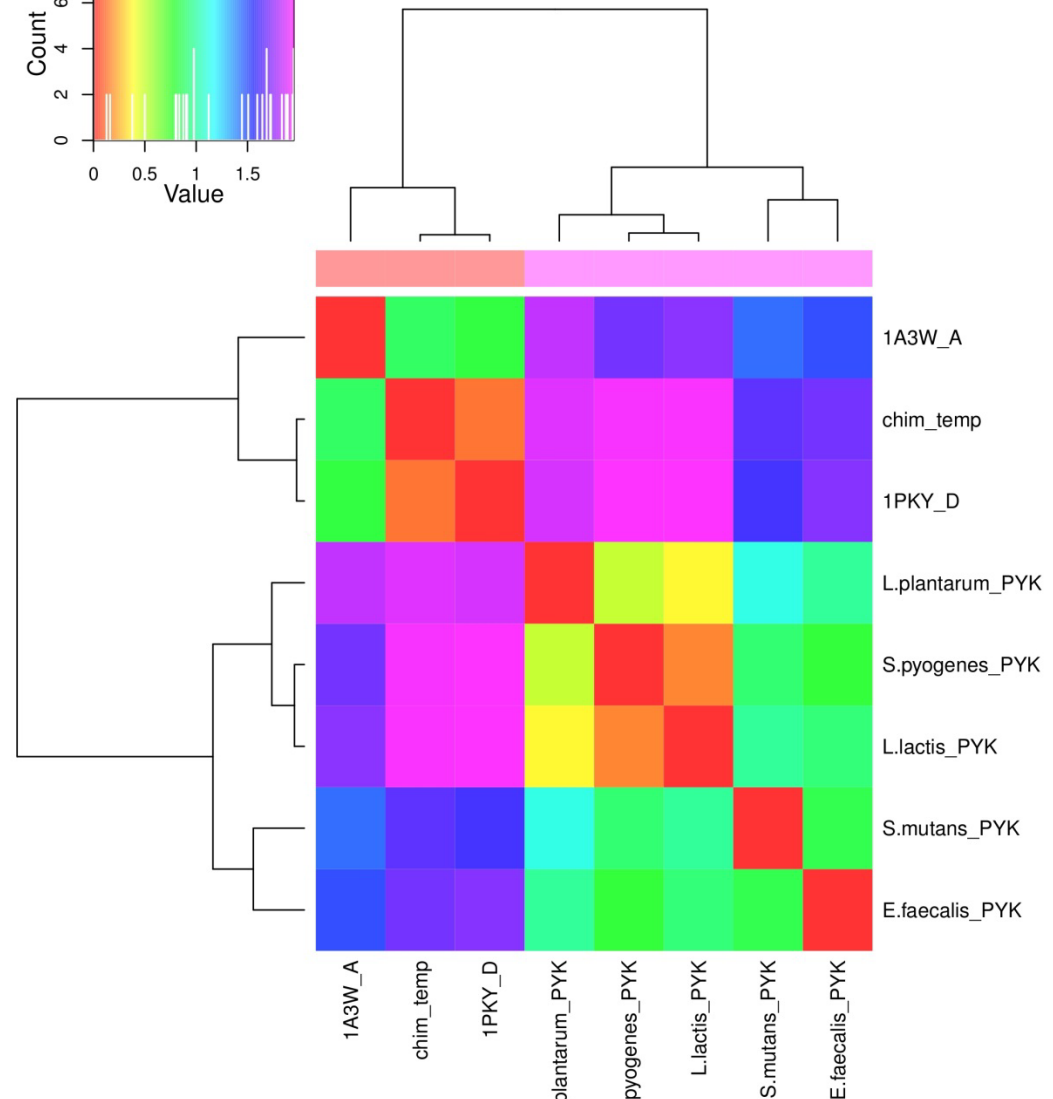 Count
6
4
2
0
0 0.5 1 1.5
Value
1A3W_A
chim_temp
1PKY_D
L.plantarum_PYK
S.pyogenes_PYK
L.lactis_PYK
S.mutans_PYK
E.faecalis_PYK
1A3W_A
chim_temp
1PKY_D
plantarum_PYK
pyogenes_PYK
L.lactis_PYK
S.mutans_PYK
E.faecalis_PYK